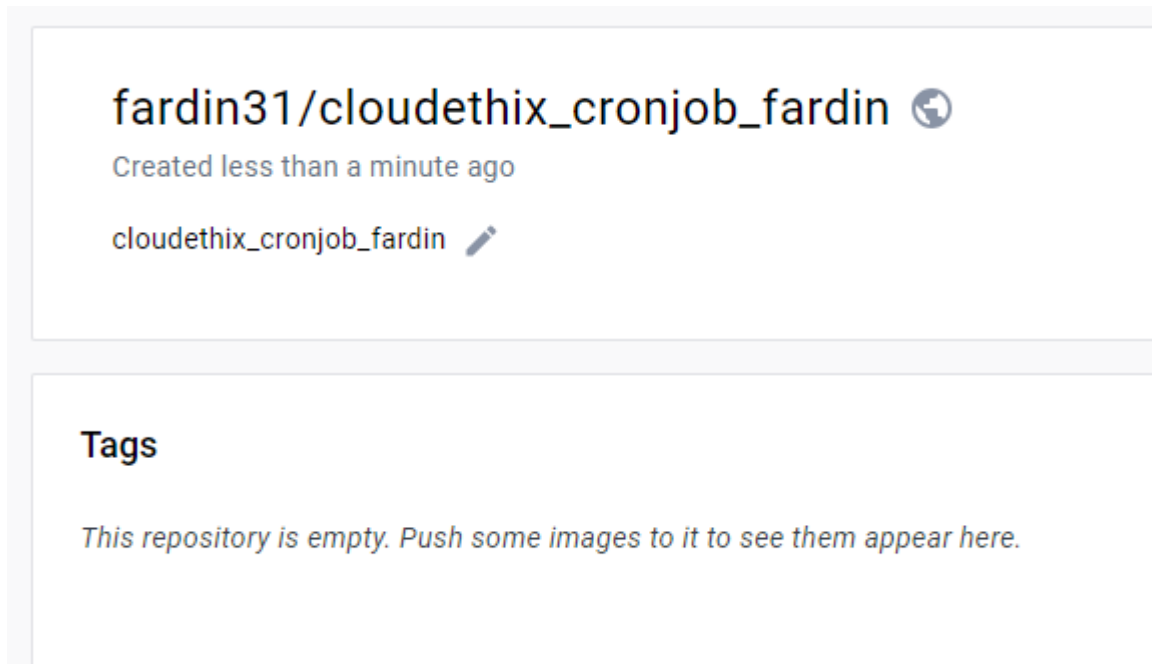 fardin31/cloudethix_cronjob_fardin
Created less than a minute ago
cloudethix_cronjob_fardin
Tags
This repository is empty. Push some images to it to see them appear here.